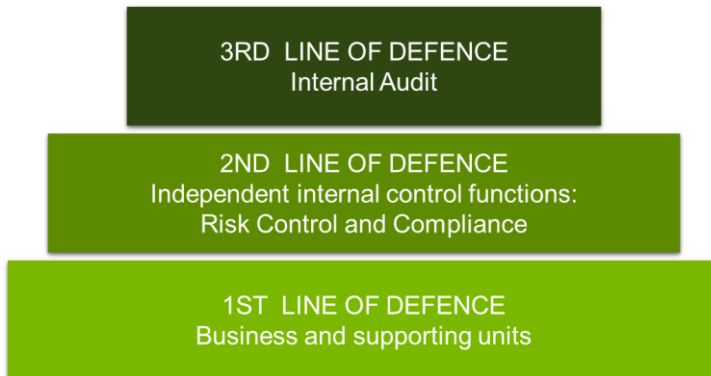 3RD  LINE OF DEFENCE
Internal Audit
2ND  LINE OF DEFENCE
Independent internal control functions:
Risk Control and Compliance
1ST  LINE OF DEFENCE
Business and supporting units